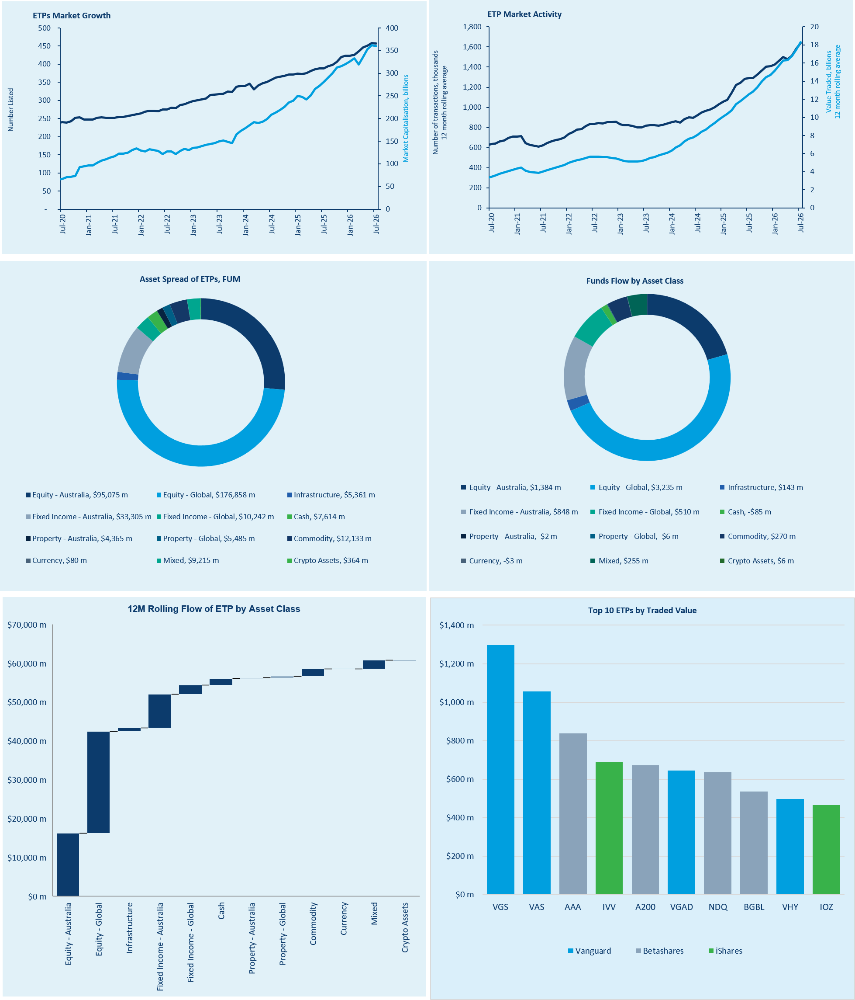 ETPs Market Growth
500
450
400
350
300
250
200
150
100
50
-
400
350
300
250
200
150
100
50
0
Number Listed
Market Capitalisation, billions
Jul-20
Jan-21
Jul-21
Jan-22
Jul-22
Jan-23
Jul-23
Jan-24
Jul-24
Jan-25
Jul-25
Jan-26
Jul-26
ETP Market Activity
1,800
1,600
1,400
1,200
1,000
800
600
400
200
0
20
18
16
14
12
10
8
6
4
2
0
Number of transactions, thousands
12 month rolling average
Value Traded, billions
12 month rolling average
Jul-20
Jan-21
Jul-21
Jan-22
Jul-22
Jan-23
Jul-23
Jan-24
Jul-24
Jan-25
Jul-25
Jan-26
Jul-26
Asset Spread of ETPs, FUM
Equity - Australia, $95,075 m
Equity - Global, $176,858 m
Infrastructure, $5,361 m
Fixed Income - Australia, $33,305 m
Fixed Income - Global, $10,242 m
Cash, $7,614 m
Property - Australia, $4,365 m
Property - Global, $5,485 m
Commodity, $12,133 m
Currency, $80 m
Mixed, $9,215 m
Crypto Assets, $364 m
Funds Flow by Asset Class
Equity - Australia, $1,384 m
Equity - Global, $3,235 m
Infrastructure, $143 m
Fixed Income - Australia, $848 m
Fixed Income - Global, $510 m
Cash, -$85 m
Property - Australia, -$2 m
Property - Global, -$6 m
Commodity, $270 m
Currency, -$3 m
Mixed, $255 m
Crypto Assets, $6 m
12M Rolling Flow of ETP by Asset Class
$70,000 m
$60,000 m
$50,000 m
$40,000 m
$30,000 m
$20,000 m
$10,000 m
$0 m
Equity - Australia
Equity - Global
Infrastructure
Fixed Income - Australia
Fixed Income - Global
Cash
Property - Australia
Property - Global
Commodity
Currency
Mixed
Crypto Assets
Top 10 ETPs by Traded Value
$1,400 m
$1,200 m
$1,000 m
$800 m
$600 m
$400 m
$200 m
$0 m
VGS
VAS
AAA
IVV
A200
VGAD
NDQ
BGBL
VHY
IOZ
Vanguard
Betashares
iShares